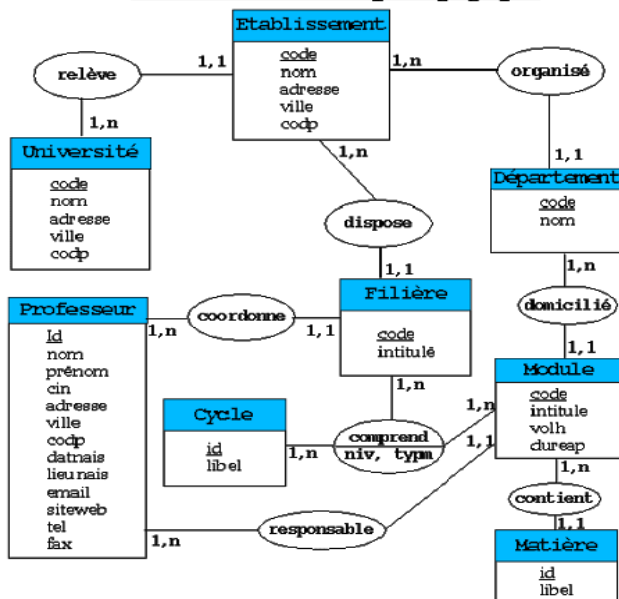 Etablissement
code
nom
adresse
ville
codp
relève
1,1
1,n
organisé
1,n
Université
code
nom
adresse
ville
codp
1,n
dispose
1,1
1,1
Département
code
nom
1,n
domicilié
1,1
Professeur
Id
nom
prénom
cin
adresse
ville
codp
datnais
lieunais
email
siteweb
tel
fax
1,n
coordonne
1,1
Filière
code
intitulé
1,n
Cycle
id
libel
1,n
comprend
niv, typm
1,n
1,1
Module
code
intitule
volh
dureap
1,n
contient
1,1
1,n
responsable
Matière
id
libel